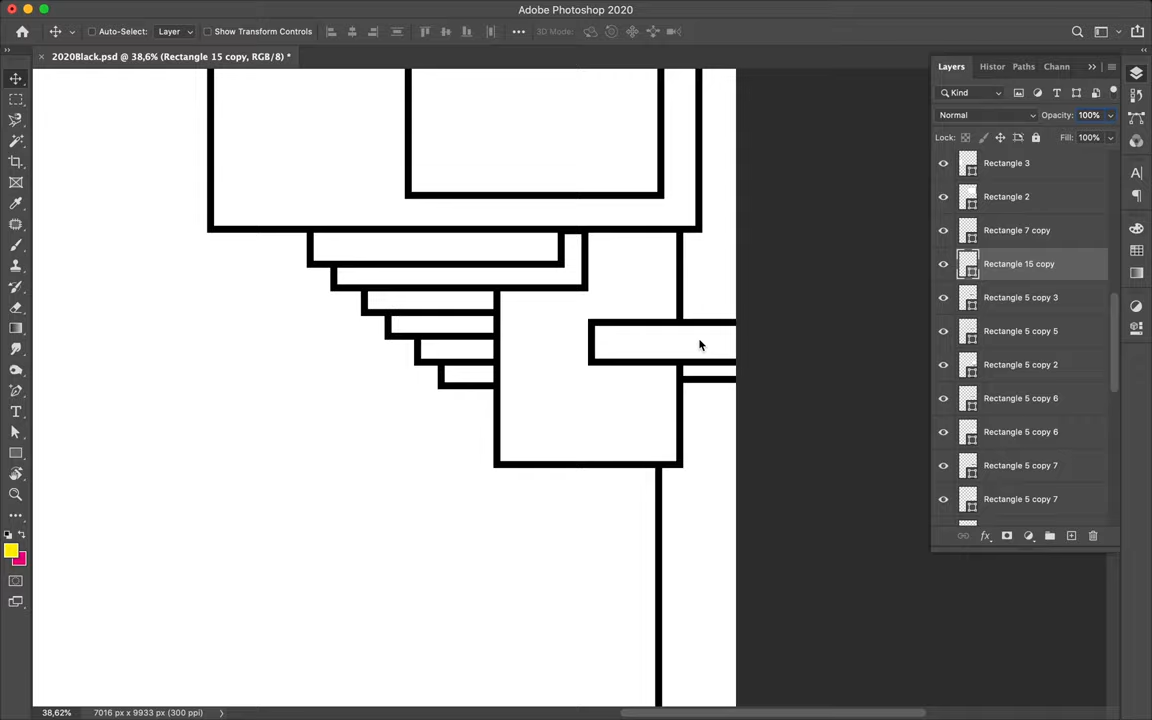 Adobe Photoshop 2020
Auto-Select: Layer Show Transform Controls 3D Mode:
2020Black.psd @ 38,6% (Rectangle 15 copy, RGB/8) *
Layers Histor Paths Chann
Kind
Normal Opacity: 100%
Lock: Fill: 100%
Rectangle 3
Rectangle 2
Rectangle 7 copy
Rectangle 15 copy
Rectangle 5 copy 3
Rectangle 5 copy 5
Rectangle 5 copy 2
Rectangle 5 copy 6
Rectangle 5 copy 6
Rectangle 5 copy 7
Rectangle 5 copy 7
38,62% 7016 px x 9933 px (300 ppi)